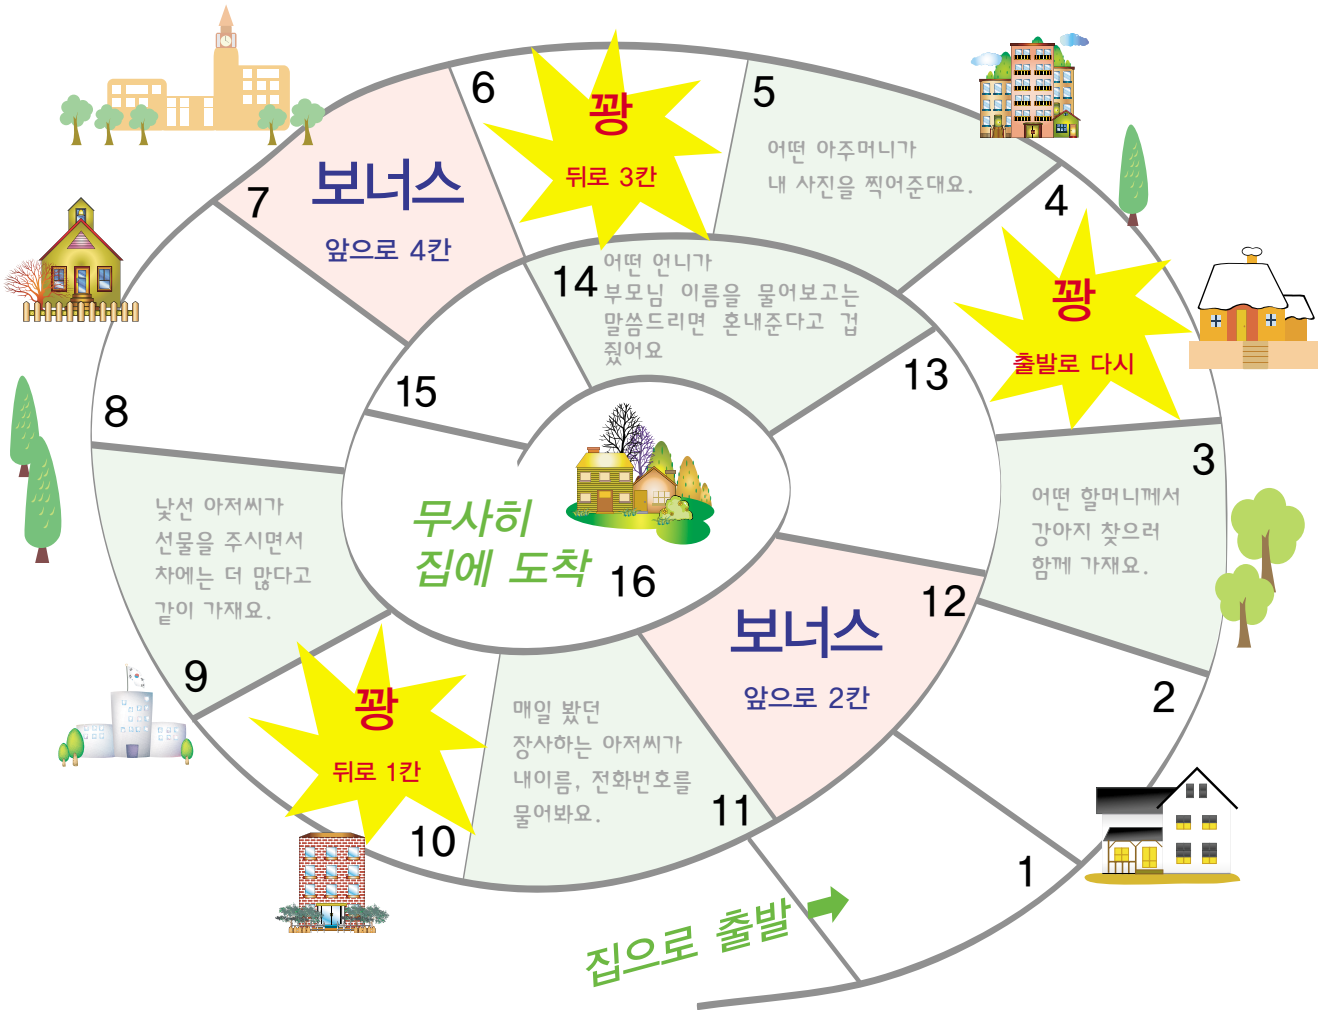 집으로 출발
1
2
3
어떤 할머니께서
강아지 찾으러
함께 가재요.
4
꽝
출발로 다시
5
어떤 아주머니가
내 사진을 찍어준대요.
6
꽝
뒤로 3칸
7
보너스
앞으로 4칸
8
9
낯선 아저씨가
선물을 주시면서
차에는 더 많다고
같이 가재요.
10
꽝
뒤로 1칸
11
매일 봤던
장사하는 아저씨가
내이름, 전화번호를
물어봐요.
12
보너스
앞으로 2칸
13
14
어떤 언니가
부모님 이름을 물어보고는
말씀드리면 혼내준다고 겁
줬어요
15
16
무사히
집에 도착